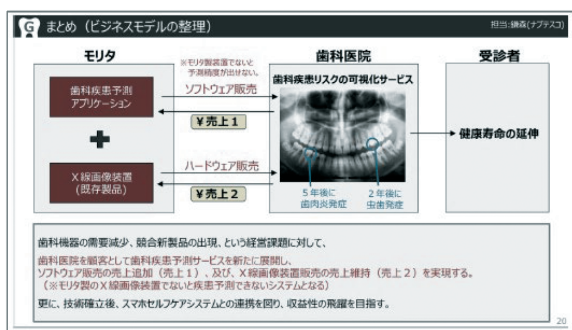 G まとめ（ビジネスモデルの整理）
担当：鎌森(ナブテスコ)
モリタ
歯科医院
受診者
歯科疾患予測
アプリケーション
＋
X線画像装置
(既存製品)
※モリタ製装置でないと
予測精度が出せない。
ソフトウェア販売
￥売上１
ハードウェア販売
￥売上２
歯科疾患リスクの可視化サービス
５年後に
歯肉炎発症
２年後に
虫歯発症
健康寿命の延伸
歯科機器の需要減少、競合新製品の出現、という経営課題に対して、
歯科医院を顧客として歯科疾患予測サービスを新たに展開し、
ソフトウェア販売の売上追加（売上１）、及び、X線画像装置販売の売上維持（売上２）を実現する。
（※モリタ製のX線画像装置でないと疾患予測できないシステムとなる）
更に、技術確立後、スマホセルフケアシステムとの連携を図り、収益性の飛躍を目指す。
20